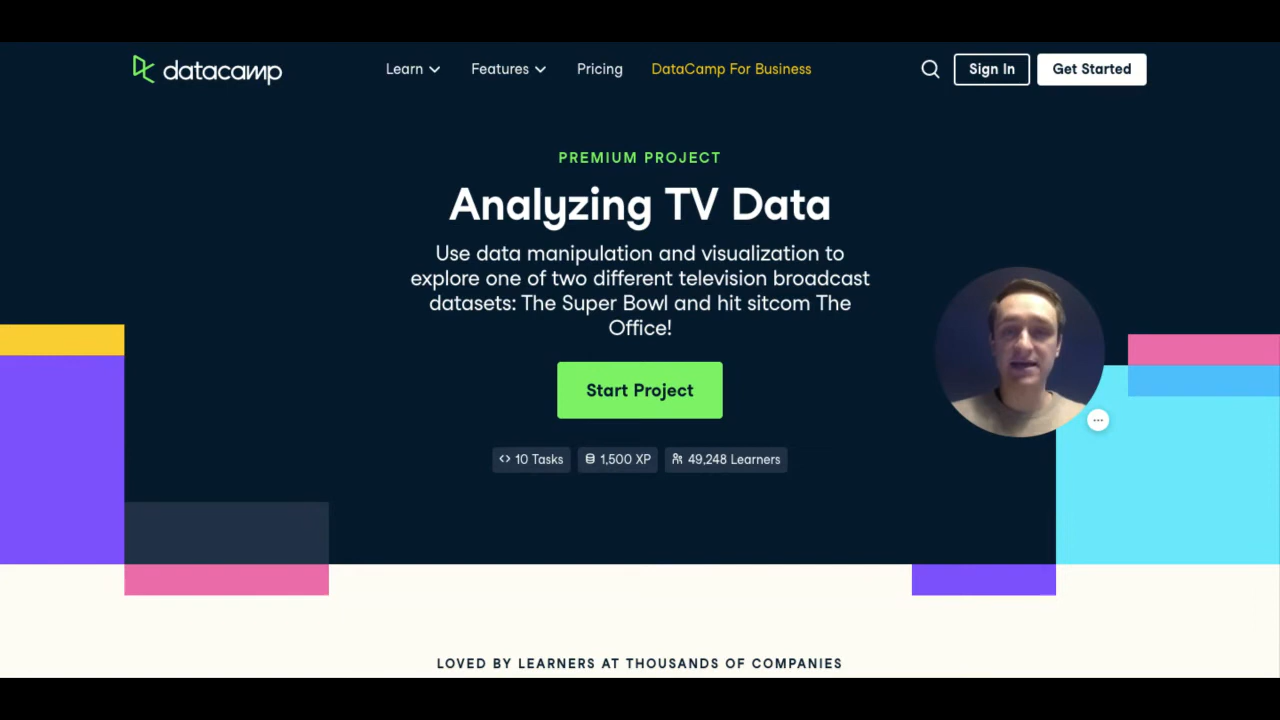 datacamp
Learn
Features
Pricing
DataCamp For Business
Sign In
Get Started
PREMIUM PROJECT
Analyzing TV Data
Use data manipulation and visualization to
explore one of two different television broadcast
datasets: The Super Bowl and hit sitcom The
Office!
Start Project
10 Tasks
1,500 XP
49,248 Learners
LOVED BY LEARNERS AT THOUSANDS OF COMPANIES